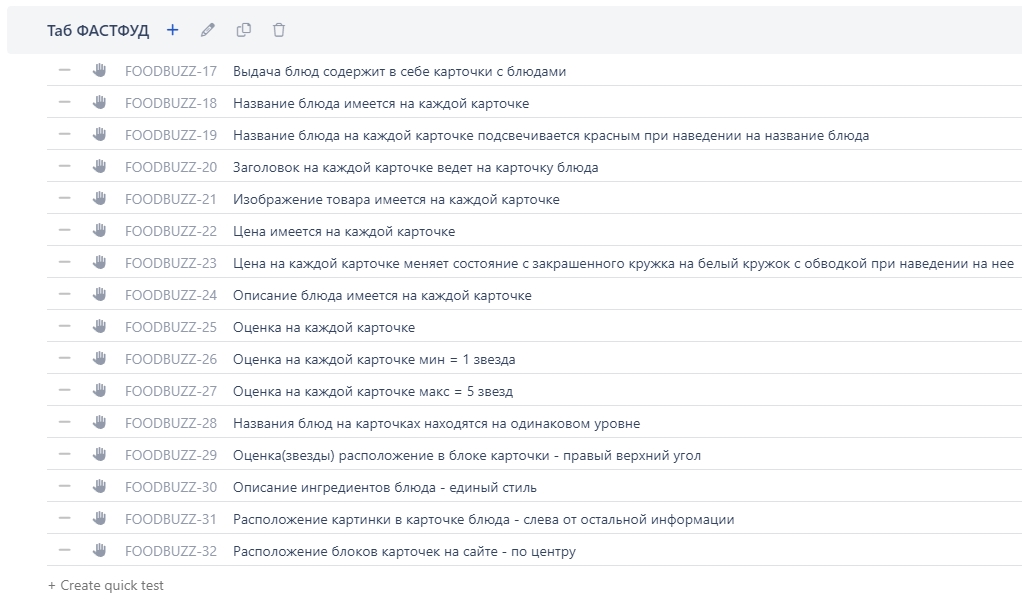 Таб ФАСТФУД
FOODBUZZ-17 Выдача блюд содержит в себе карточки с блюдами
FOODBUZZ-18 Название блюда имеется на каждой карточке
FOODBUZZ-19 Название блюда на каждой карточке подсвечивается красным при наведении на название блюда
FOODBUZZ-20 Заголовок на каждой карточке ведет на карточку блюда
FOODBUZZ-21 Изображение товара имеется на каждой карточке
FOODBUZZ-22 Цена имеется на каждой карточке
FOODBUZZ-23 Цена на каждой карточке меняет состояние с закрашенного кружка на белый кружок с обводкой при наведении на нее
FOODBUZZ-24 Описание блюда имеется на каждой карточке
FOODBUZZ-25 Оценка на каждой карточке
FOODBUZZ-26 Оценка на каждой карточке мин = 1 звезда
FOODBUZZ-27 Оценка на каждой карточке макс = 5 звезд
FOODBUZZ-28 Названия блюд на карточках находятся на одинаковом уровне
FOODBUZZ-29 Оценка(звезды) расположение в блоке карточки - правый верхний угол
FOODBUZZ-30 Описание ингредиентов блюда - единый стиль
FOODBUZZ-31 Расположение картинки в карточке блюда - слева от остальной информации
FOODBUZZ-32 Расположение блоков карточек на сайте - по центру
+ Create quick test